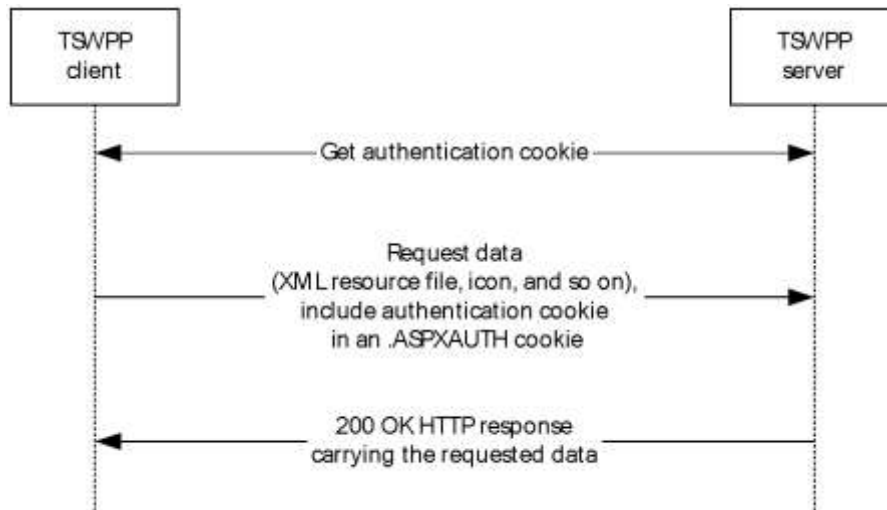 TSWPP
client
TSWPP
server
Get authentication cookie
Request data
(XML resource file, icon, and so on),
include authentication cookie
in an .ASPXAUTH cookie
200 OK HTTP response
carrying the requested data